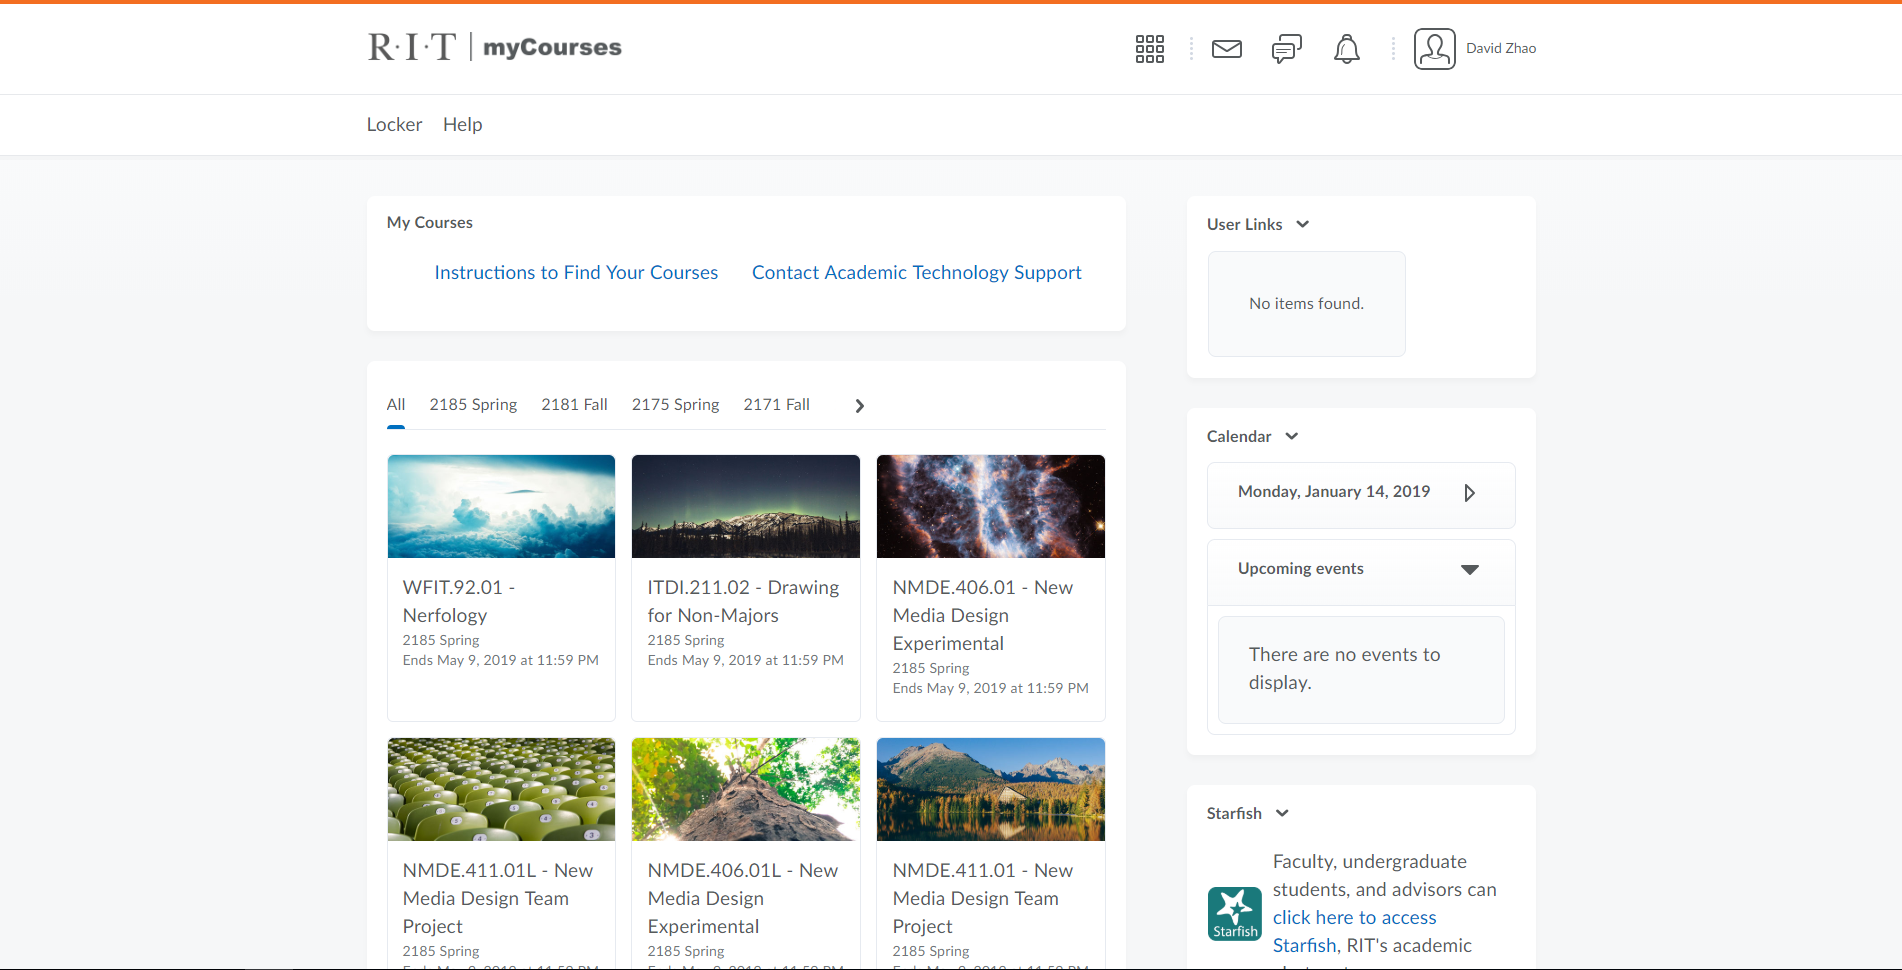 R·I·T | myCourses
David Zhao
Locker Help
My Courses
Instructions to Find Your Courses Contact Academic Technology Support
All 2185 Spring 2181 Fall 2175 Spring 2171 Fall
WFIT.92.01 -
Nerfology
2185 Spring
Ends May 9, 2019 at 11:59 PM
ITDI.211.02 - Drawing
for Non-Majors
2185 Spring
Ends May 9, 2019 at 11:59 PM
NMDE.406.01 - New
Media Design
Experimental
2185 Spring
Ends May 9, 2019 at 11:59 PM
NMDE.411.01L - New
Media Design Team
Project
2185 Spring
NMDE.406.01L - New
Media Design
Experimental
2185 Spring
NMDE.411.01 - New
Media Design Team
Project
2185 Spring
User Links
No items found.
Calendar
Monday, January 14, 2019
Upcoming events
There are no events to
display.
Starfish
Starfish
Faculty, undergraduate
students, and advisors can
click here to access
Starfish, RIT's academic